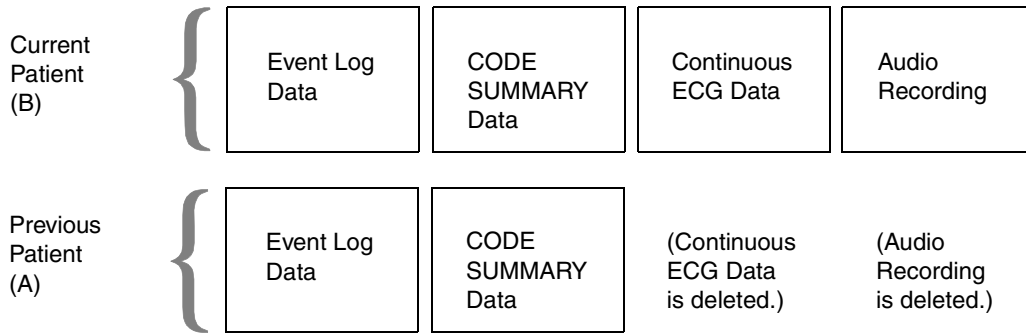 Current
Patient
(B)
Event Log
Data
CODE
SUMMARY
Data
Continuous
ECG Data
Audio
Recording
Previous
Patient
(A)
Event Log
Data
CODE
SUMMARY
Data
(Continuous
ECG Data
is deleted.)
(Audio
Recording
is deleted.)